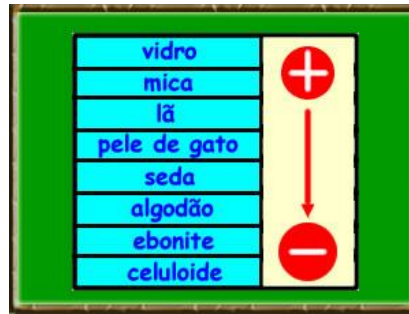 vidro
mica
lã
pele de gato
seda
algodão
ebonite
celuloide
+
−